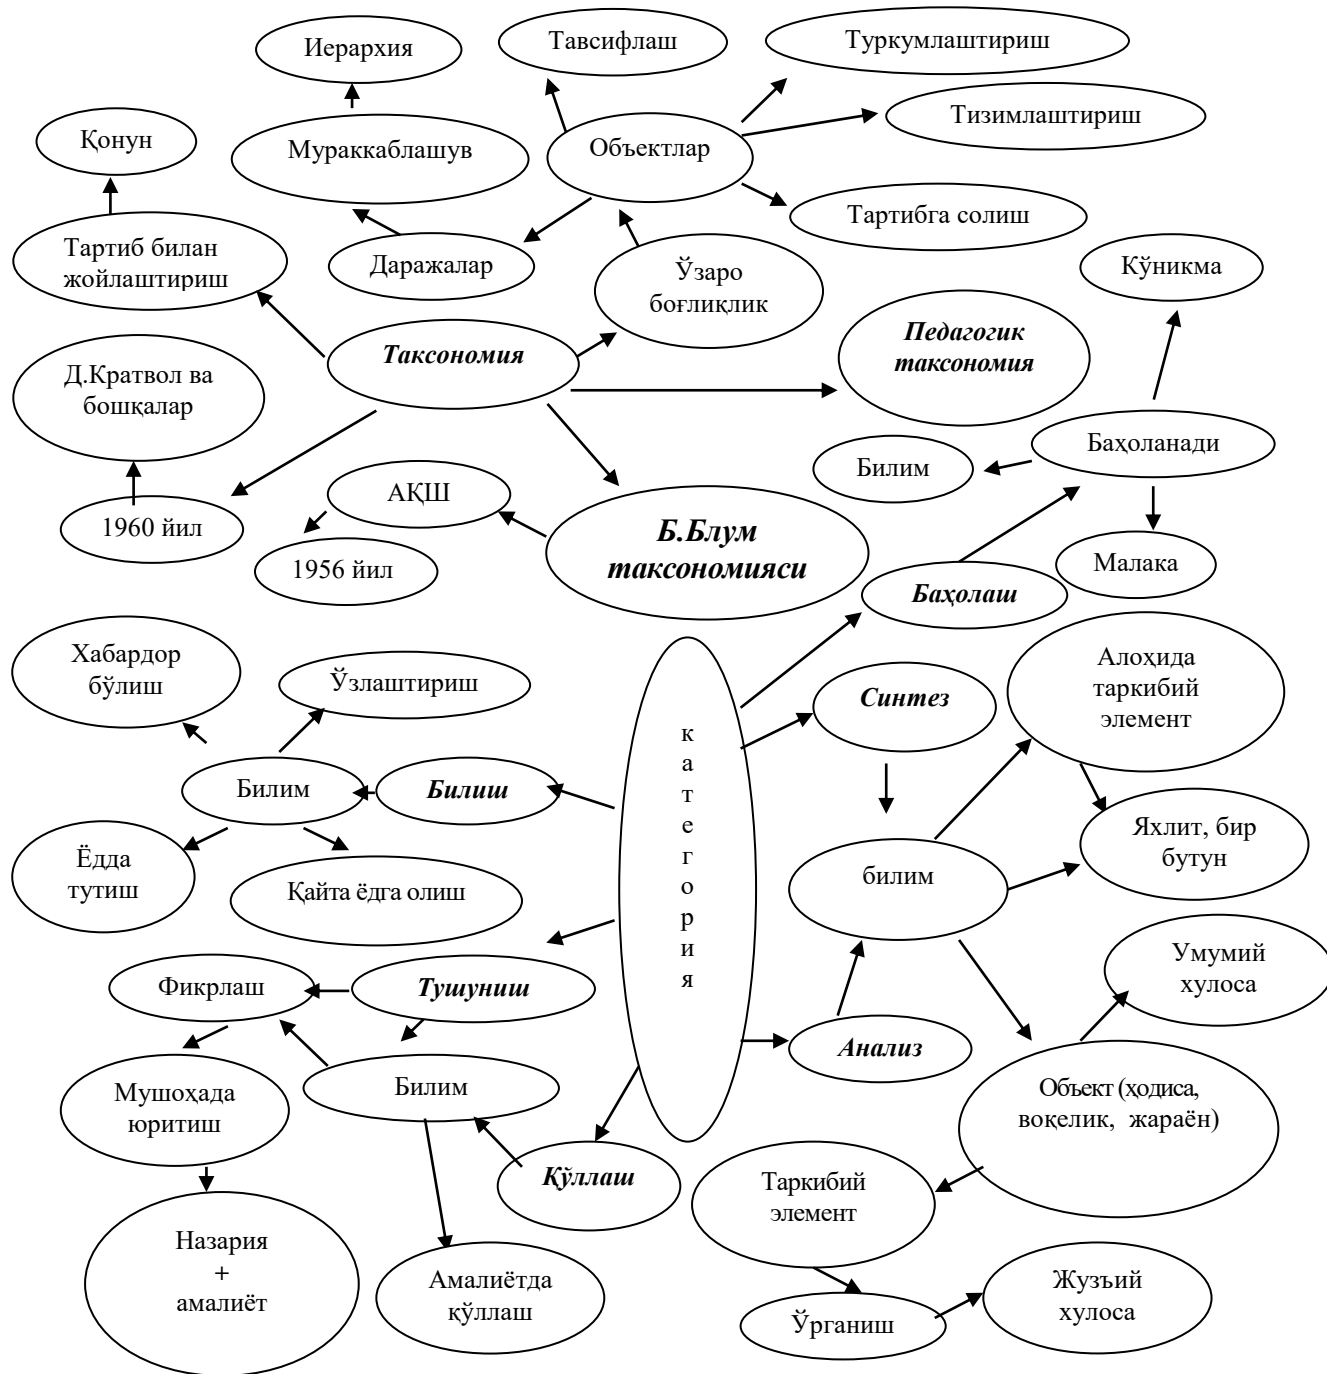 Иерархия
Тавсифлаш
Туркумлаштириш
Тизимлаштириш
Қонун
Мураккаблашув
Объектлар
Тартибга солиш
Тартиб билан
жойлаштириш
Даражалар
Ўзаро
боғлиқлик
Кўникма
Таксономия
Педагогик
таксономия
Д.Кратвол ва
бошқалар
Баҳоланади
Билим
АҚШ
1960 йил
1956 йил
Б.Блум
таксономияси
Малака
Баҳолаш
Хабардор
бўлиш
Ўзлаштириш
Синтез
Алоҳида
таркибий
элемент
к
а
т
е
г
о
р
и
я
Билим
Билиш
Яхлит, бир
бутун
Ёдда
тутиш
Қайта ёдга олиш
билим
Умумий
хулоса
Фикрлаш
Тушуниш
Анализ
Мушоҳада
юритиш
Билим
Объект (ҳодиса,
воқелик, жараён)
Қўллаш
Таркибий
элемент
Назария
+
амалиёт
Амалиётда
қўллаш
Ўрганиш
Жузъий
хулоса